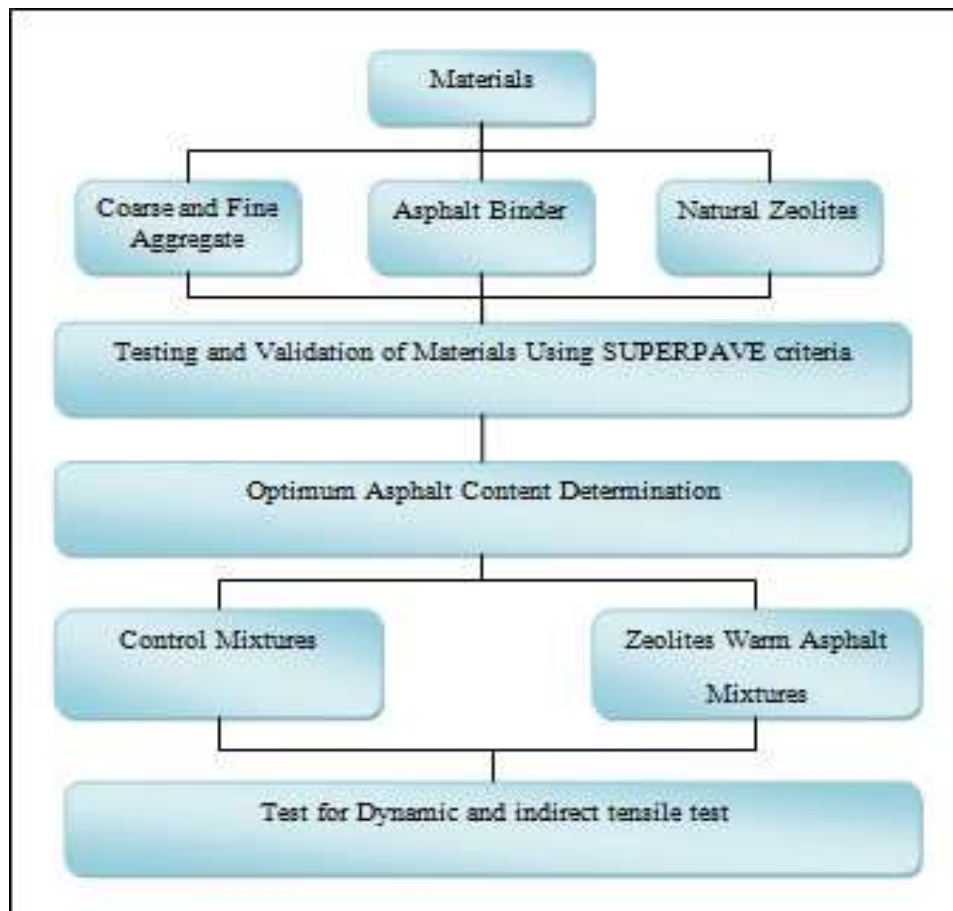 Materials
Coarse and Fine
Aggregate
Asphalt Binder
Natural Zeolites
Testing and Validation of Materials Using SUPERPAVE criteria
Optimum Asphalt Content Determination
Control Mixtures
Zeolites Warm Asphalt
Mixtures
Test for Dynamic and indirect tensile test